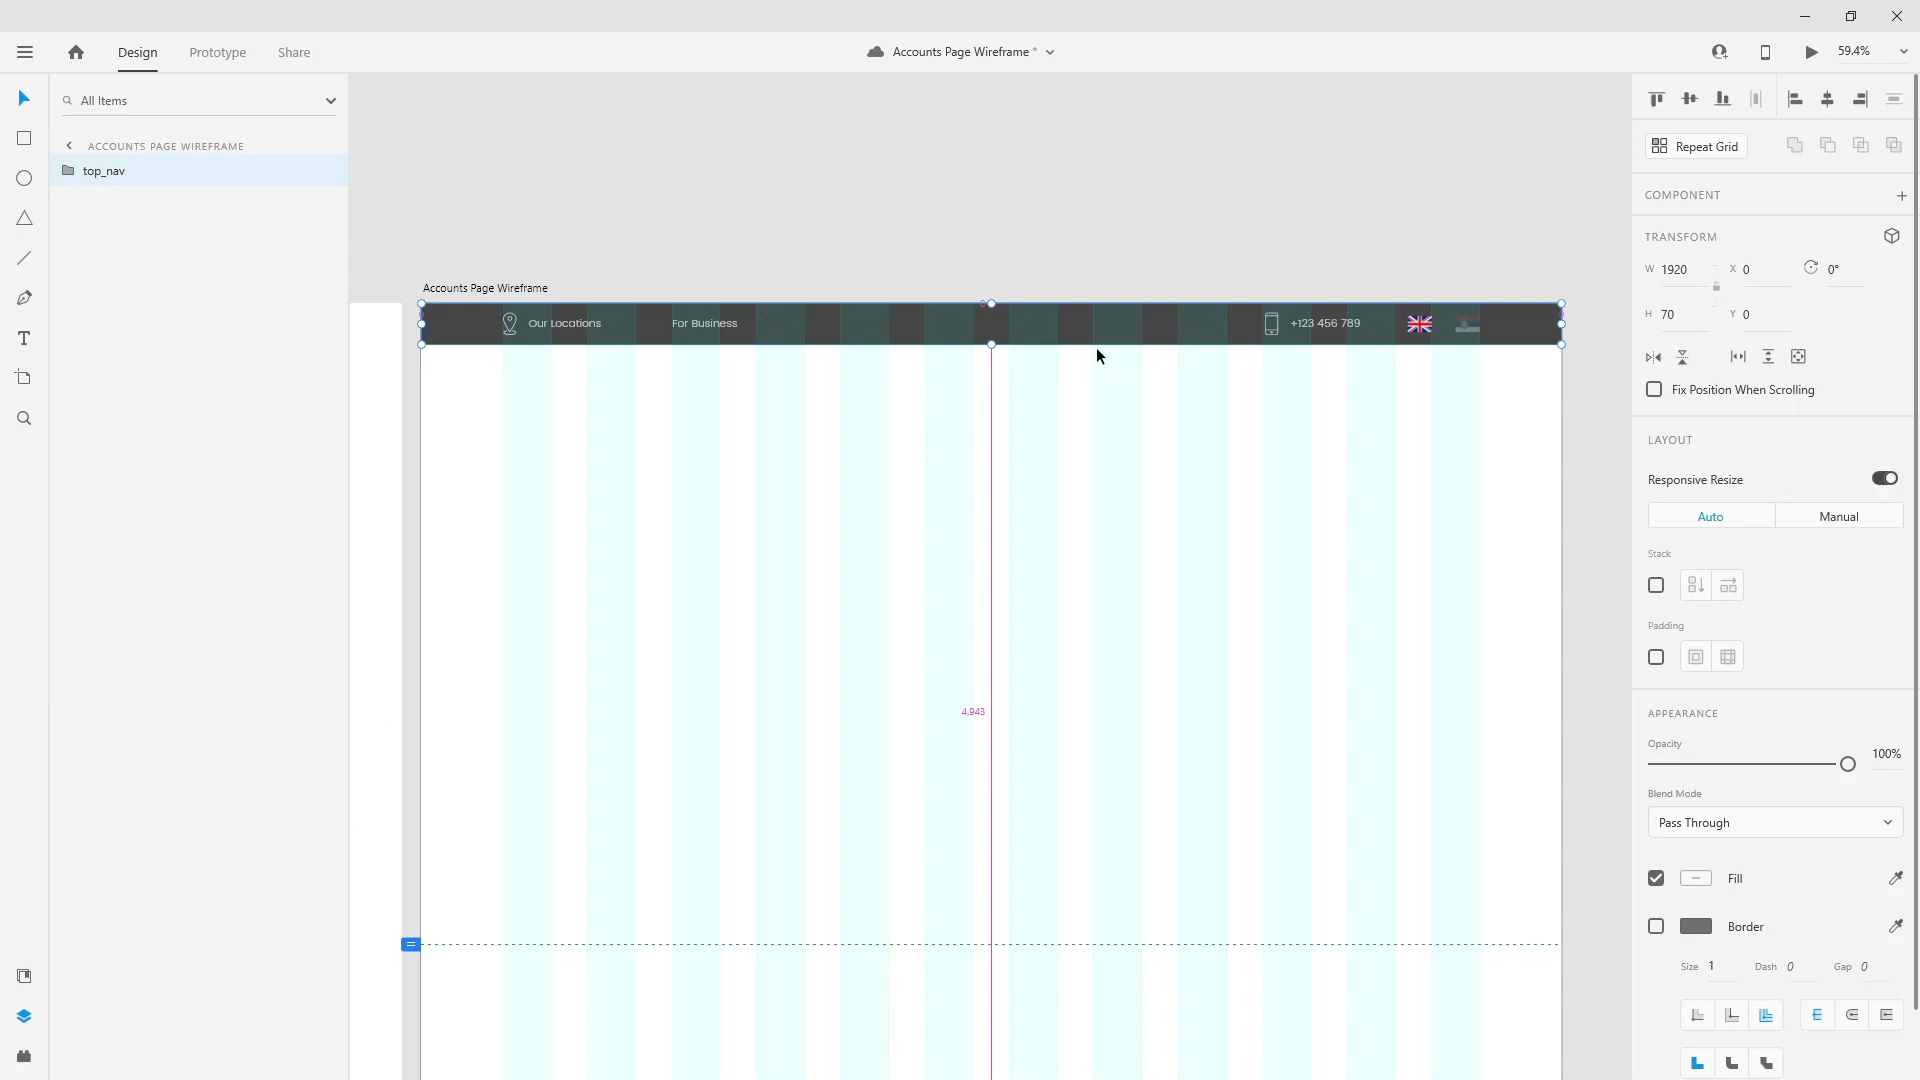 Design
Prototype
Share
Accounts Page Wireframe *
59.4%
All Items
ACCOUNTS PAGE WIREFRAME
top_nav
Accounts Page Wireframe
Our Locations
For Business
+123 456 789
4,943
Repeat Grid
COMPONENT
TRANSFORM
W 1920
X 0
0°
H 70
Y 0
Fix Position When Scrolling
LAYOUT
Responsive Resize
Auto
Manual
Stack
Padding
APPEARANCE
Opacity
100%
Blend Mode
Pass Through
Fill
Border
Size 1
Dash 0
Gap 0